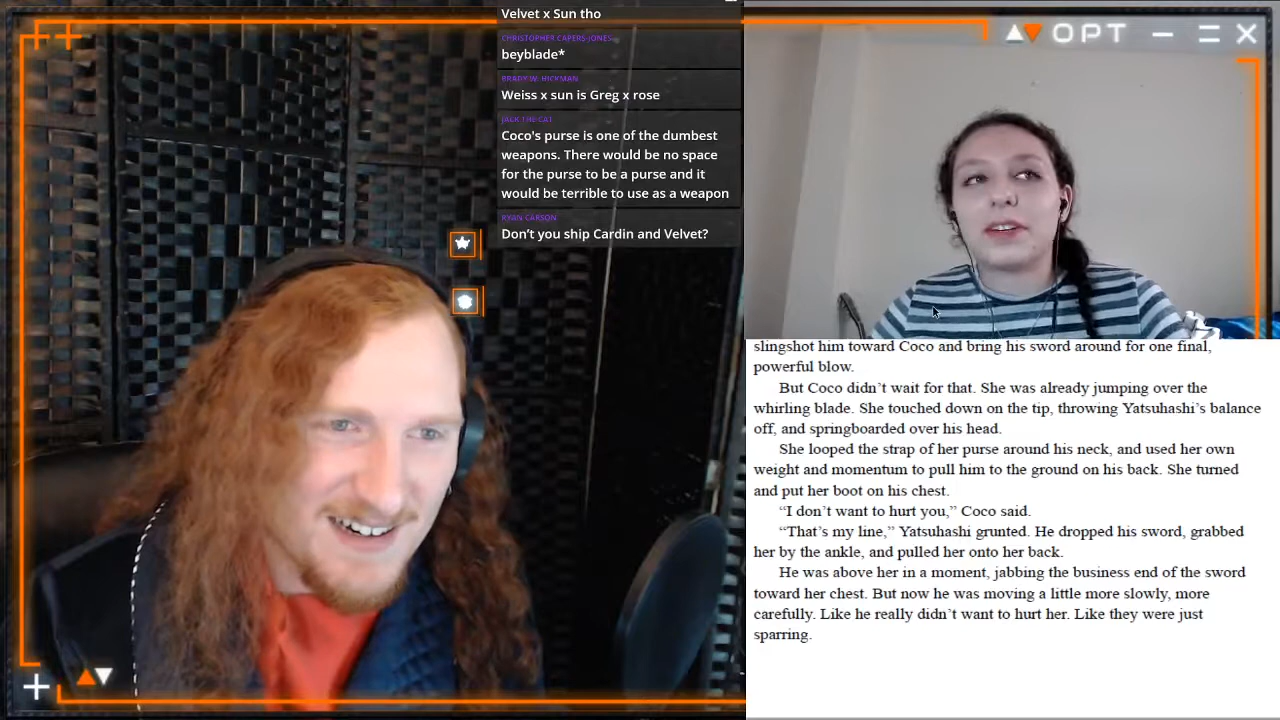 Velvet x Sun tho
CHRISTOPHER CAPERS-JONES
beyblade*
BRADY W. HICKMAN
Weiss x sun is Greg x rose
JACK THE CAT
Coco's purse is one of the dumbest
weapons. There would be no space
for the purse to be a purse and it
would be terrible to use as a weapon
RYAN CARSON
Don’t you ship Cardin and Velvet?
OPT
slingshot him toward Coco and bring his sword around for one final,
powerful blow.
But Coco didn’t wait for that. She was already jumping over the
whirling blade. She touched down on the tip, throwing Yatsuhashi’s balance
off, and springboarded over his head.
She looped the strap of her purse around his neck, and used her own
weight and momentum to pull him to the ground on his back. She turned
and put her boot on his chest.
“I don’t want to hurt you,” Coco said.
“That’s my line,” Yatsuhashi grunted. He dropped his sword, grabbed
her by the ankle, and pulled her onto her back.
He was above her in a moment, jabbing the business end of the sword
toward her chest. But now he was moving a little more slowly, more
carefully. Like he really didn’t want to hurt her. Like they were just
sparring.